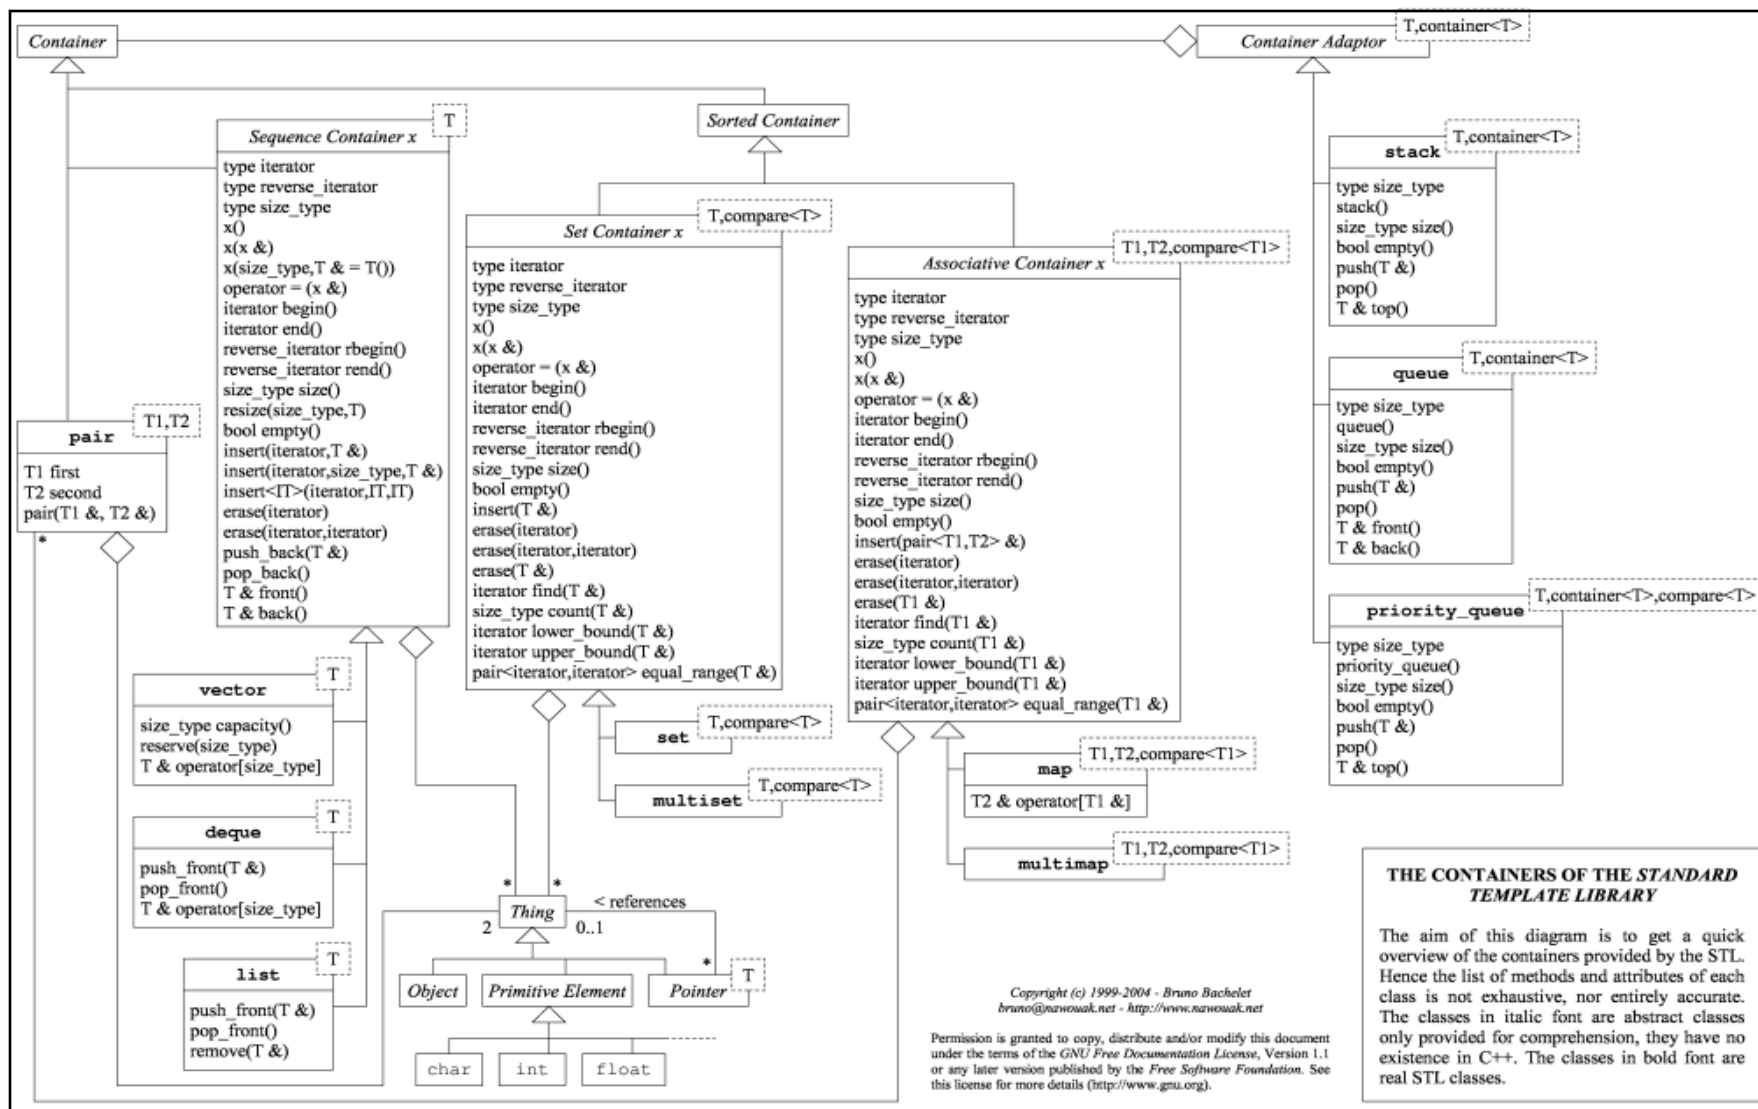 Container
Container Adaptor
T,container<T>
Sorted Container
Sequence Container x
T
type iterator
type reverse_iterator
type size_type
x()
x(x &)
x(size_type,T & = T())
operator = (x &)
iterator begin()
iterator end()
reverse_iterator rbegin()
reverse_iterator rend()
size_type size()
resize(size_type,T)
bool empty()
insert(iterator,T &)
insert(iterator,size_type,T &)
insert<IT>(iterator,IT,IT)
erase(iterator)
erase(iterator,iterator)
push_back(T &)
pop_back()
T & front()
T & back()
Set Container x
T,compare<T>
type iterator
type reverse_iterator
type size_type
x()
x(x &)
operator = (x &)
iterator begin()
iterator end()
reverse_iterator rbegin()
reverse_iterator rend()
size_type size()
bool empty()
insert(T &)
erase(iterator)
erase(iterator,iterator)
erase(T &)
iterator find(T &)
size_type count(T &)
iterator lower_bound(T &)
iterator upper_bound(T &)
pair<iterator,iterator> equal_range(T &)
Associative Container x
T1,T2,compare<T1>
type iterator
type reverse_iterator
type size_type
x()
x(x &)
operator = (x &)
iterator begin()
iterator end()
reverse_iterator rbegin()
reverse_iterator rend()
size_type size()
bool empty()
insert(pair<T1,T2> &)
erase(iterator)
erase(iterator,iterator)
erase(T1 &)
iterator find(T1 &)
size_type count(T1 &)
iterator lower_bound(T1 &)
iterator upper_bound(T1 &)
pair<iterator,iterator> equal_range(T1 &)
stack
T,container<T>
type size_type
stack()
size_type size()
bool empty()
push(T &)
pop()
T & top()
queue
T,container<T>
type size_type
queue()
size_type size()
bool empty()
push(T &)
pop()
T & front()
T & back()
priority_queue
T,container<T>,compare<T>
type size_type
priority_queue()
size_type size()
bool empty()
push(T &)
pop()
T & top()
pair
T1,T2
T1 first
T2 second
pair(T1 &, T2 &)
*
vector
T
size_type capacity()
reserve(size_type)
T & operator[size_type]
deque
T
push_front(T &)
pop_front()
T & operator[size_type]
list
T
push_front(T &)
pop_front()
remove(T &)
set
T,compare<T>
multiset
T,compare<T>
map
T1,T2,compare<T1>
T2 & operator[T1 &]
multimap
T1,T2,compare<T1>
* *
Thing
< references
2
0..1
*
Object
Primitive Element
Pointer
T
char
int
float
Copyright (c) 1999-2004 - Bruno Bachelet
bruno@nawouak.net - http://www.nawouak.net
Permission is granted to copy, distribute and/or modify this document
under the terms of the GNU Free Documentation License, Version 1.1
or any later version published by the Free Software Foundation. See
this license for more details (http://www.gnu.org).
THE CONTAINERS OF THE STANDARD
TEMPLATE LIBRARY
The aim of this diagram is to get a quick
overview of the containers provided by the STL.
Hence the list of methods and attributes of each
class is not exhaustive, nor entirely accurate.
The classes in italic font are abstract classes
only provided for comprehension, they have no
existence in C++. The classes in bold font are
real STL classes.